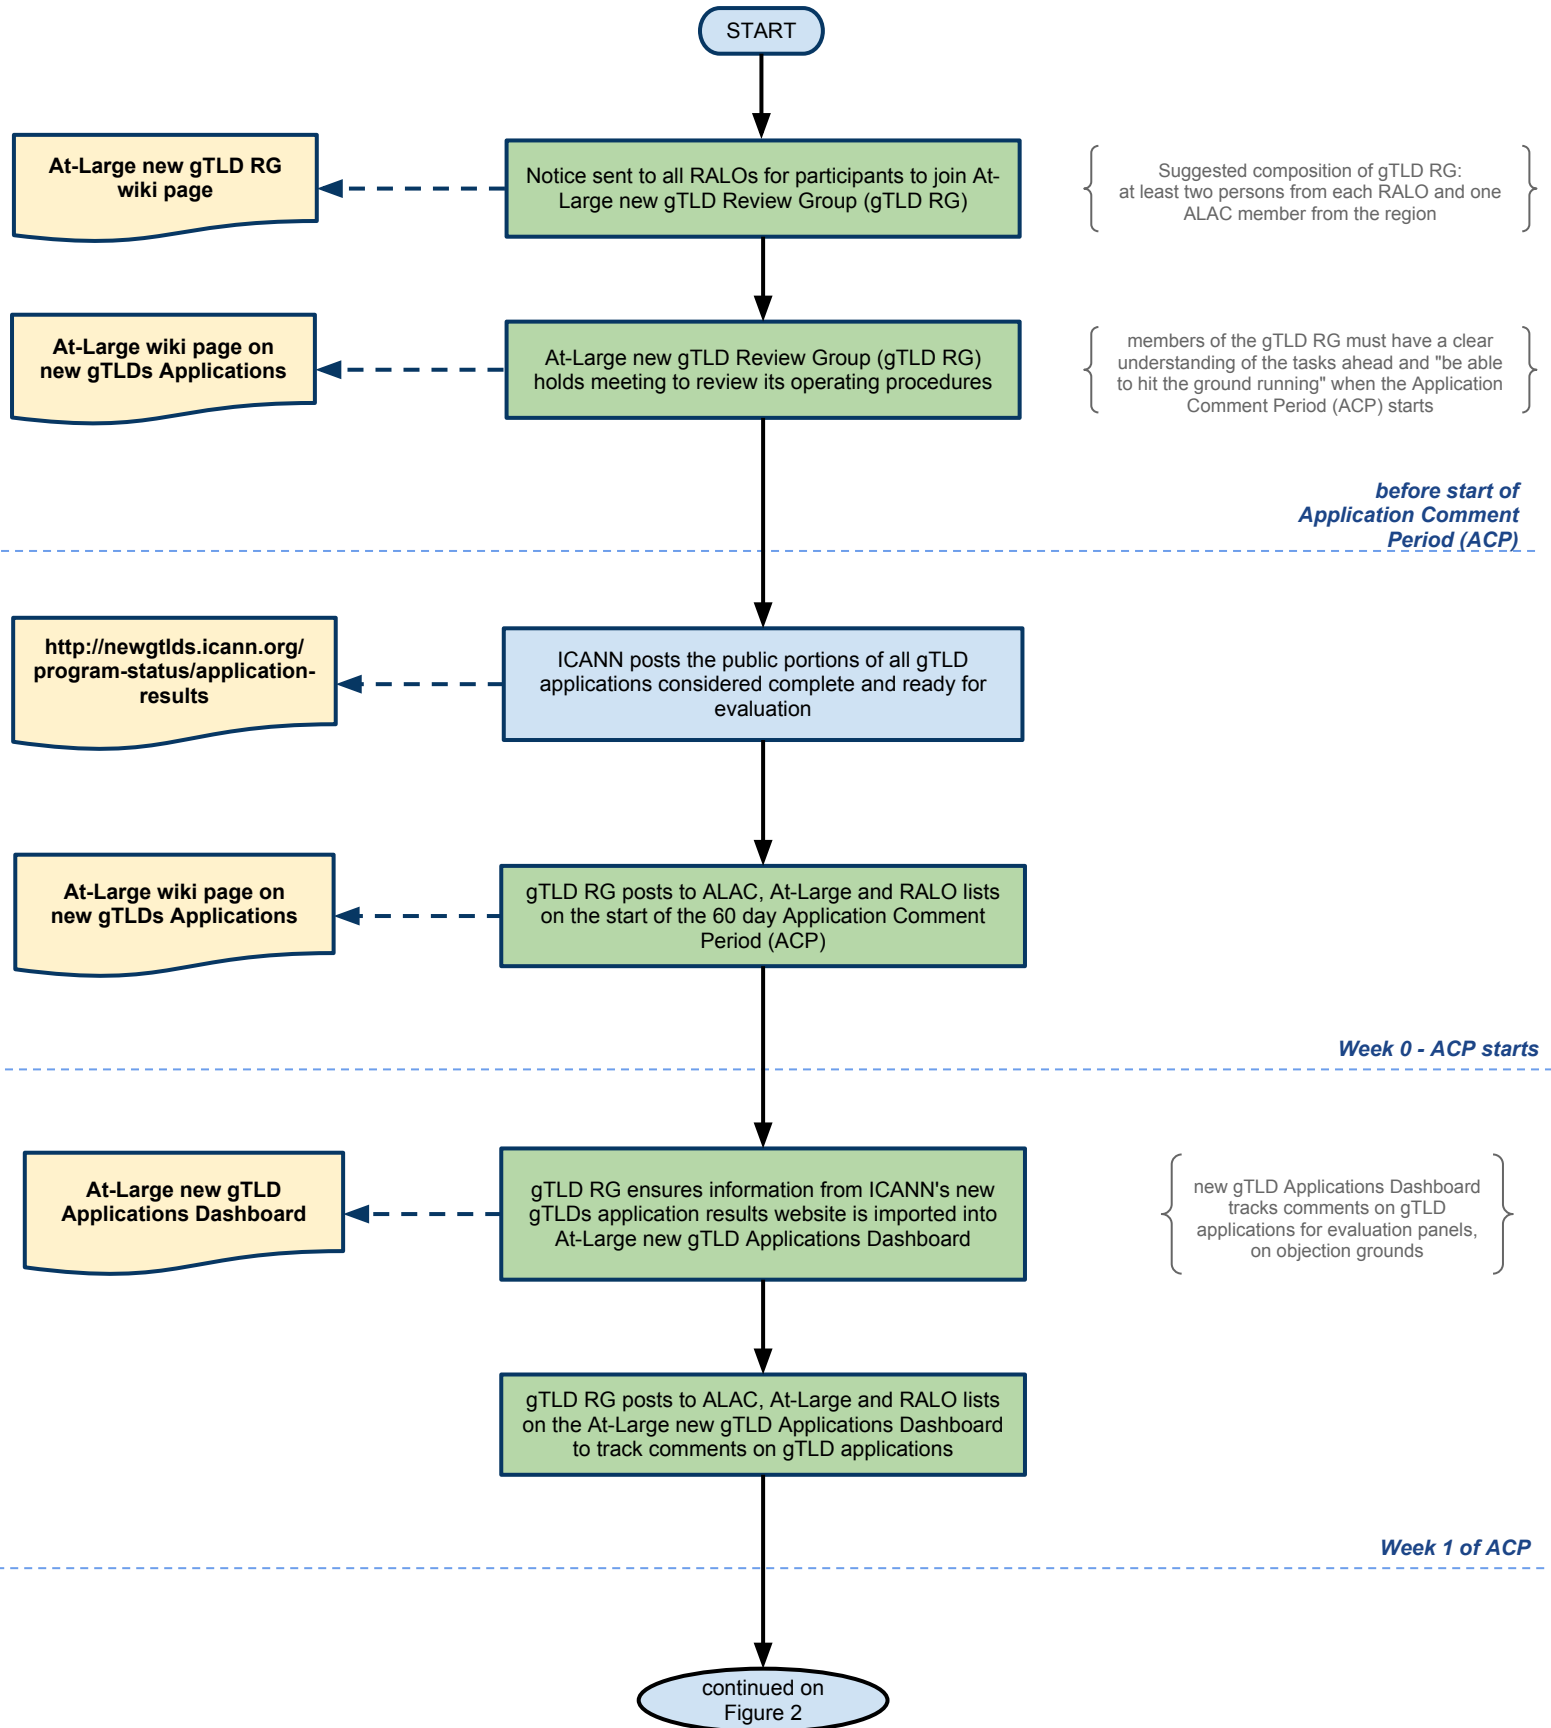 START
At-Large new gTLD RG
wiki page
Notice sent to all RALOs for participants to join At-
Large new gTLD Review Group (gTLD RG)
Suggested composition of gTLD RG:
at least two persons from each RALO and one
ALAC member from the region
At-Large wiki page on
new gTLDs Applications
At-Large new gTLD Review Group (gTLD RG)
holds meeting to review its operating procedures
members of the gTLD RG must have a clear
understanding of the tasks ahead and "be able
to hit the ground running" when the Application
Comment Period (ACP) starts
before start of
Application Comment
Period (ACP)
http://newgtlds.icann.org/
program-status/application-
results
ICANN posts the public portions of all gTLD
applications considered complete and ready for
evaluation
At-Large wiki page on
new gTLDs Applications
gTLD RG posts to ALAC, At-Large and RALO lists
on the start of the 60 day Application Comment
Period (ACP)
Week 0 - ACP starts
At-Large new gTLD
Applications Dashboard
gTLD RG ensures information from ICANN's new
gTLDs application results website is imported into
At-Large new gTLD Applications Dashboard
new gTLD Applications Dashboard
tracks comments on gTLD
applications for evaluation panels,
on objection grounds
gTLD RG posts to ALAC, At-Large and RALO lists
on the At-Large new gTLD Applications Dashboard
to track comments on gTLD applications
Week 1 of ACP
continued on
Figure 2